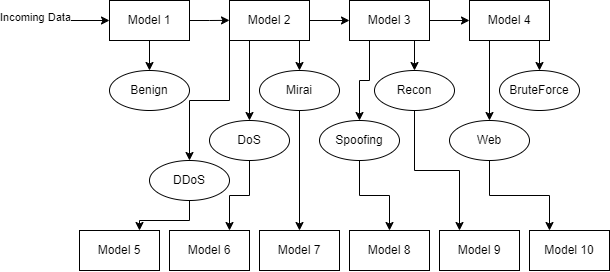 Incoming Data
Model 1
Model 2
Model 3
Model 4
Benign
Mirai
Recon
BruteForce
DoS
Spoofing
Web
DDoS
Model 5
Model 6
Model 7
Model 8
Model 9
Model 10